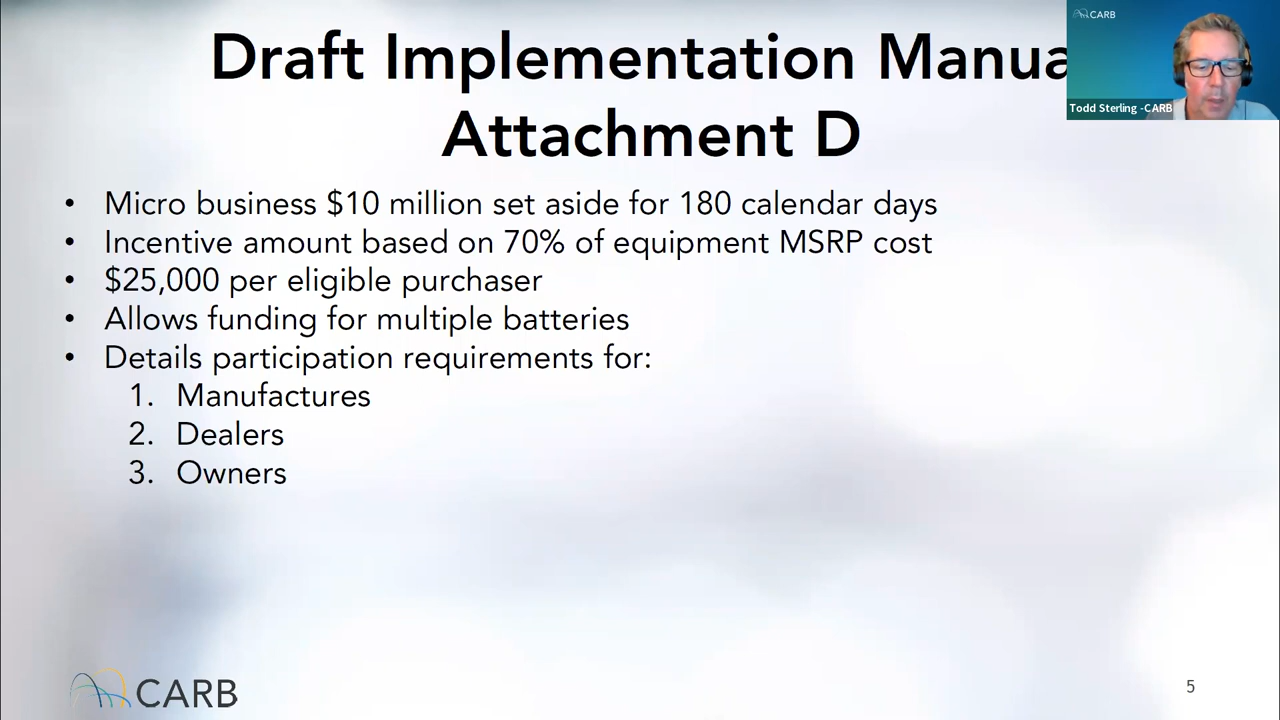 Draft Implementation Manua
Attachment D
CARB
Todd Sterling -CARB
• Micro business $10 million set aside for 180 calendar days
• Incentive amount based on 70% of equipment MSRP cost
• $25,000 per eligible purchaser
• Allows funding for multiple batteries
• Details participation requirements for:
1. Manufactures
2. Dealers
3. Owners
CARB
5